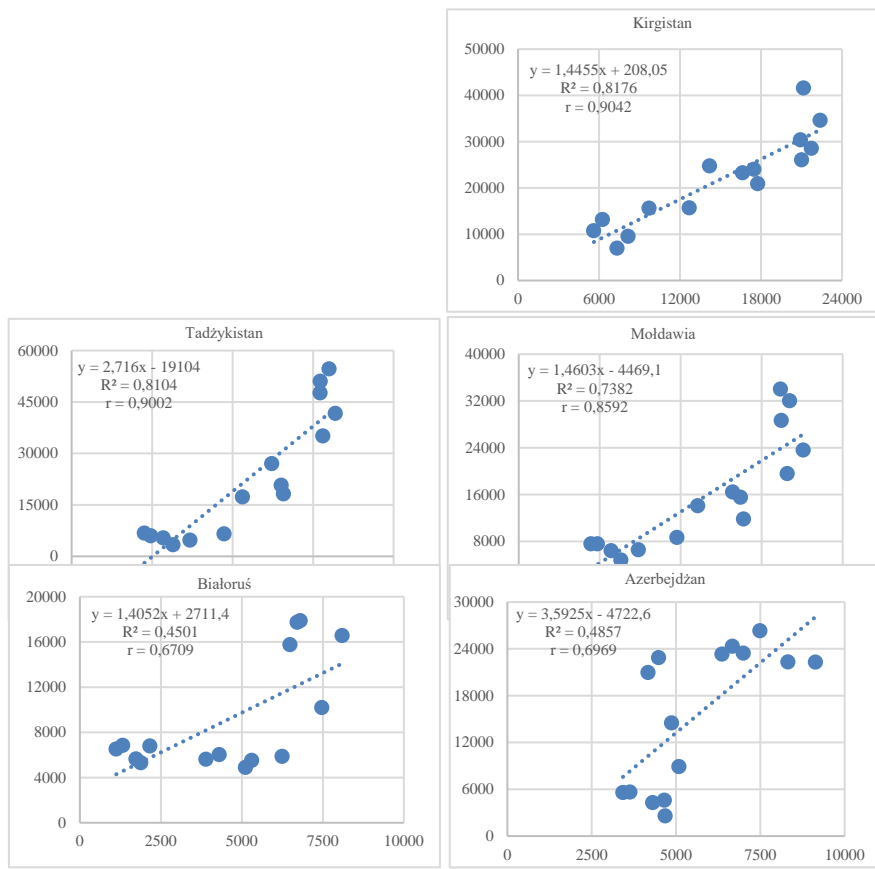 Kirgistan
50000
40000
30000
20000
10000
0
y = 1,4455x + 208,05
R² = 0,8176
r = 0,9042
0 6000 12000 18000 24000
Tadżykistan
60000
45000
30000
15000
0
y = 2,716x - 19104
R² = 0,8104
r = 0,9002
Mołdawia
40000
32000
24000
16000
8000
y = 1,4603x - 4469,1
R² = 0,7382
r = 0,8592
Białoruś
20000
16000
12000
8000
4000
0
y = 1,4052x + 2711,4
R² = 0,4501
r = 0,6709
0 2500 5000 7500 10000
Azerbejdżan
30000
24000
18000
12000
6000
0
y = 3,5925x - 4722,6
R² = 0,4857
r = 0,6969
0 2500 5000 7500 10000